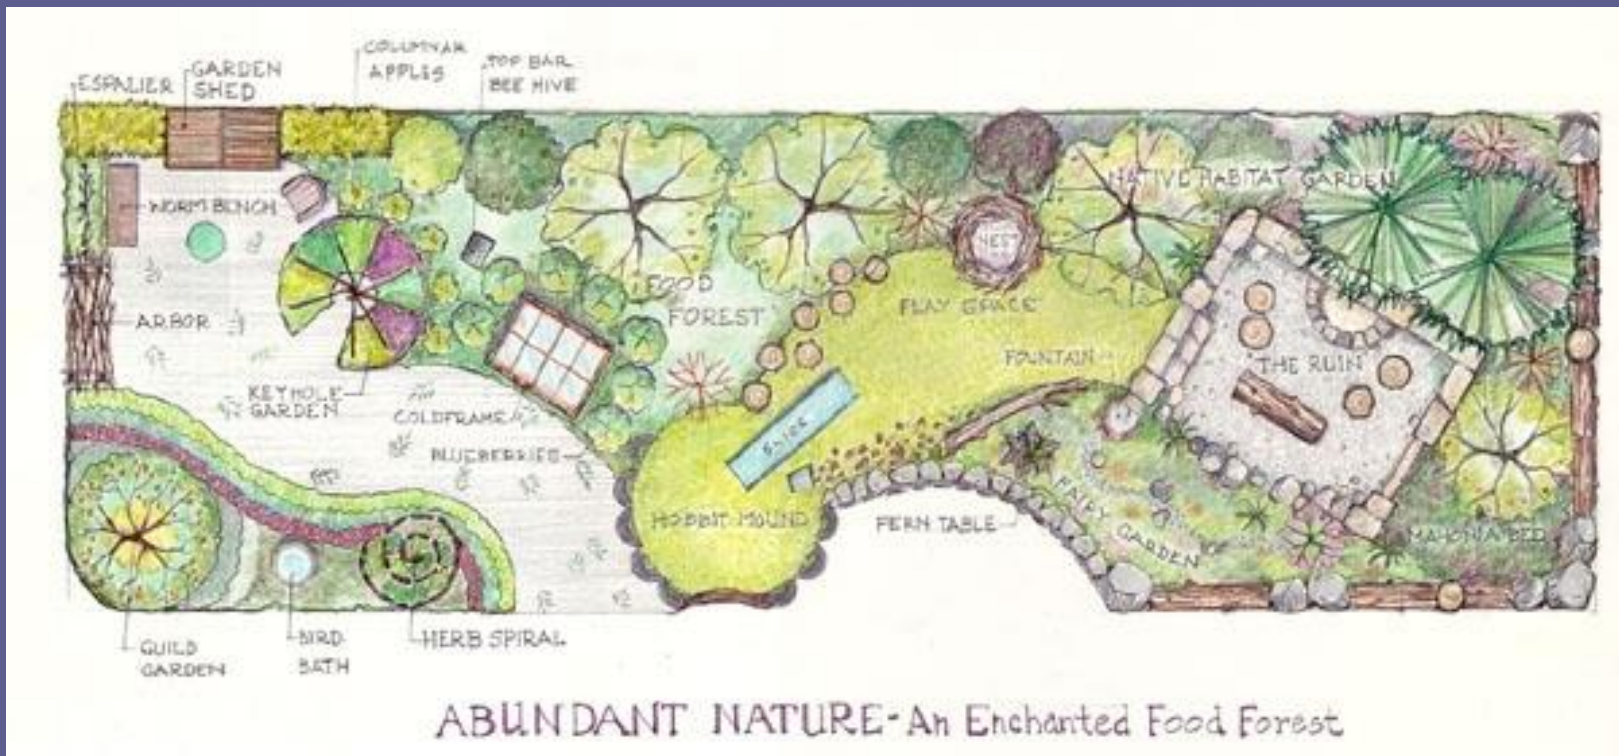 COLUMNAR
APPLES
TOP BAR
BEE HIVE
GARDEN
SHED
ESPALIER
NATIVE HABITAT GARDEN
WORM BENCH
NEST
FOOD
FOREST
PLAY SPACE
ARBOR
FOUNTAIN
"THE RUIN"
KEYHOLE
GARDEN
COLDFRAME
SLIDE
BLUEBERRIES
HOBBIT MOUND
FERN TABLE
FAIRY GARDEN
MAHONIA BED
GUILD
GARDEN
BIRD
BATH
HERB SPIRAL
ABUNDANT NATURE - An Enchanted Food Forest